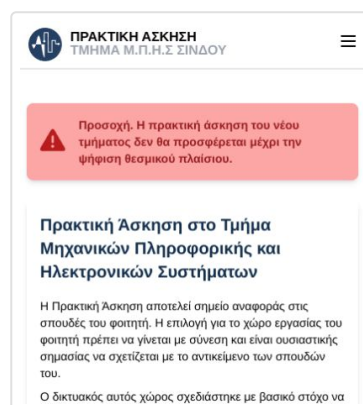 ΠΡΑΚΤΙΚΗ ΑΣΚΗΣΗ
ΤΜΗΜΑ Μ.Π.Η.Σ ΣΙΝΔΟΥ
Προσοχή. Η πρακτική άσκηση του νέου
τμήματος δεν θα προσφέρεται μέχρι την
ψήφιση θεσμικού πλαίσιου.
Πρακτική Άσκηση στο Τμήμα
Μηχανικών Πληροφορικής και
Ηλεκτρονικών Συστήματων
Η Πρακτική Άσκηση αποτελεί σημείο αναφοράς στις
σπουδές του φοιτητή. Η επιλογή για το χώρο εργασίας του
φοιτητή πρέπει να γίνεται με σύνεση και είναι ουσιαστικής
σημασίας να σχετίζεται με το αντικείμενο των σπουδών
του.
Ο δικτυακός αυτός χώρος σχεδιάστηκε με βασικό στόχο να